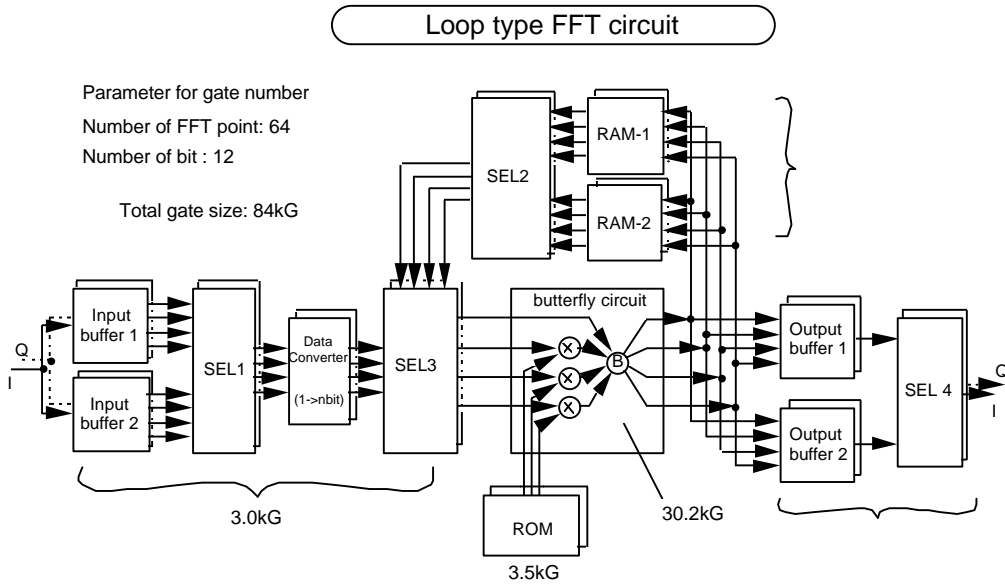 Loop type FFT circuit
Parameter for gate number
Number of FFT point: 64
Number of bit : 12
Total gate size: 84kG
SEL2
RAM-1
RAM-2
Input
buffer 1
Input
buffer 2
Q
I
SEL1
Data
Converter
(1->nbit)
SEL3
butterfly circuit
×
×
×
B
Output
buffer 1
Output
buffer 2
SEL 4
Q
I
3.0kG
ROM
3.5kG
30.2kG